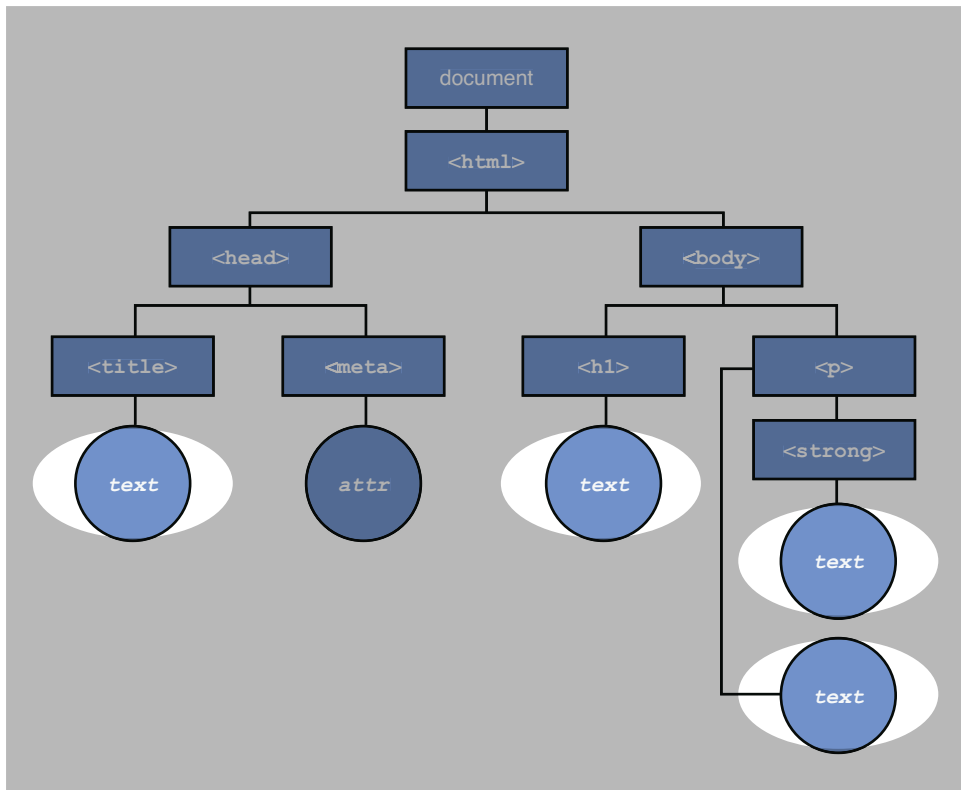 document
<html>
<head>
<body>
<title>
<meta>
<h1>
<p>
text
attr
text
<strong>
text
text